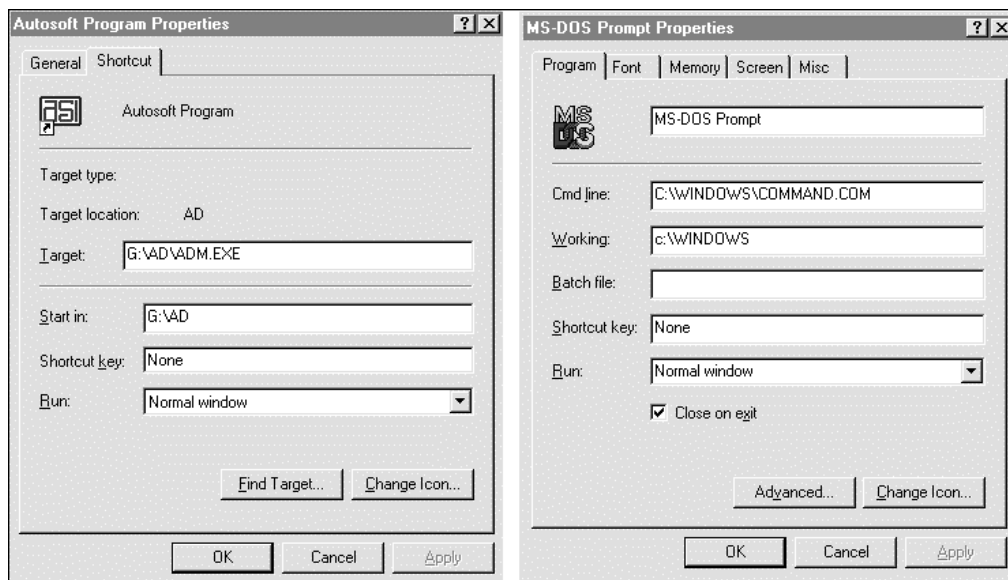 Autosoft Program Properties
General Shortcut
ASI
Autosoft Program
Target type:
Target location: AD
Target: G:\AD\ADM.EXE
Start in: G:\AD
Shortcut key: None
Run: Normal window
Find Target... Change Icon...
OK Cancel Apply
MS-DOS Prompt Properties
Program Font Memory Screen Misc
MS
DOS
MS-DOS Prompt
Cmd line: C:\WINDOWS\COMMAND.COM
Working: c:\WINDOWS
Batch file:
Shortcut key: None
Run: Normal window
Close on exit
Advanced... Change Icon...
OK Cancel Apply